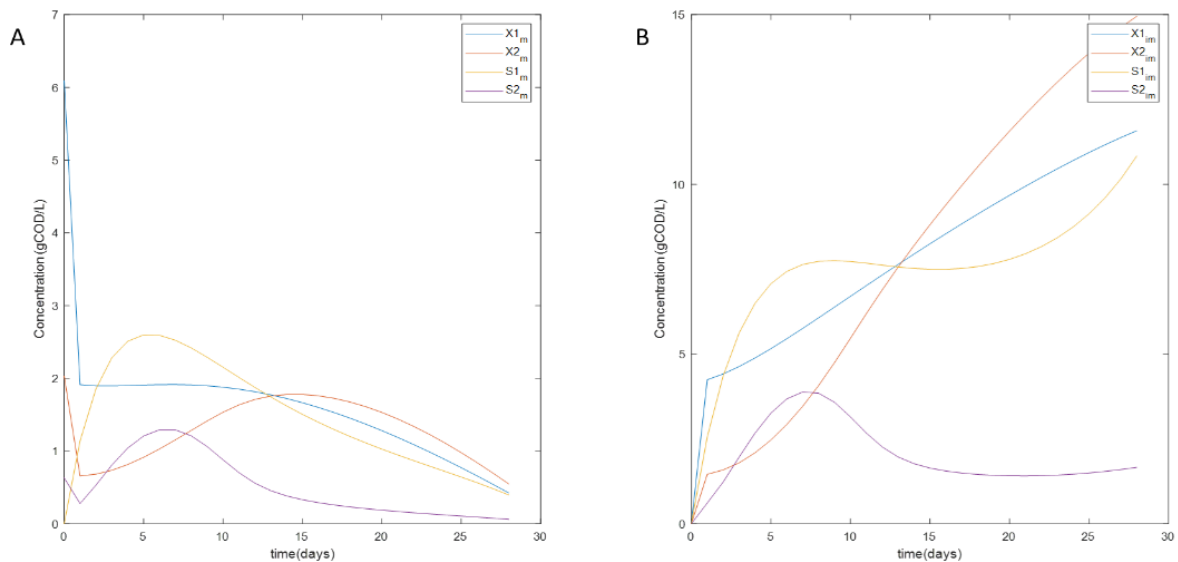 A
7
6
5
4
3
2
1
0
Concentration(gCOD/L)
0 5 10 15 20 25 30
time(days)
X1m
X2m
S1m
S2m
B
15
10
5
0
Concentration(gCOD/L)
0 5 10 15 20 25 30
time(days)
X1im
X2im
S1im
S2im